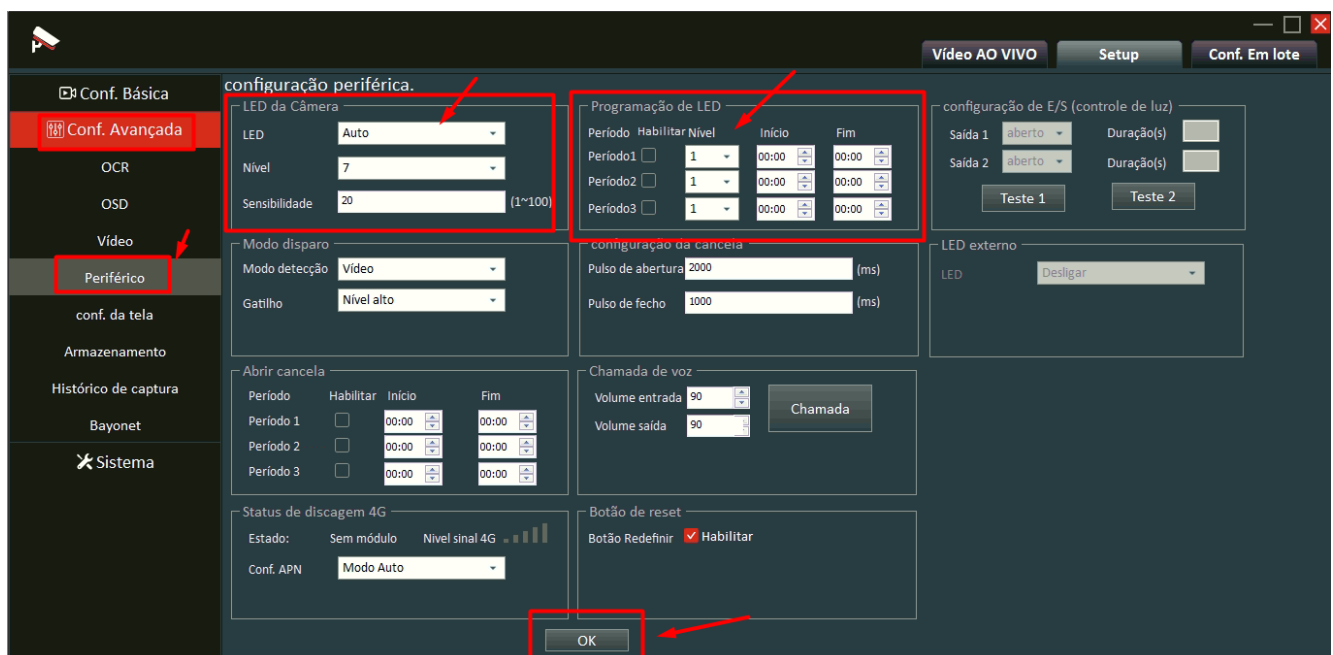 Vídeo AO VIVO Setup Conf. Em lote
Conf. Básica
Conf. Avançada
OCR
OSD
Vídeo
Periférico
conf. da tela
Armazenamento
Histórico de captura
Bayonet
Sistema
configuração periférica.
LED da Câmera
LED Auto
Nível 7
Sensibilidade 20 (1~100)
Programação de LED
Período Habilitar Nível Início Fim
Período1 1 00:00 00:00
Período2 1 00:00 00:00
Período3 1 00:00 00:00
configuração de E/S (controle de luz)
Saída 1 aberto Duração(s)
Saída 2 aberto Duração(s)
Teste 1 Teste 2
Modo disparo
Modo detecção Vídeo
Gatilho Nível alto
configuração da cancela
Pulso de abertura 2000 (ms)
Pulso de fecho 1000 (ms)
LED externo
LED Desligar
Abrir cancela
Período Habilitar Início Fim
Período 1 00:00 00:00
Período 2 00:00 00:00
Período 3 00:00 00:00
Chamada de voz
Volume entrada 90
Volume saída 90
Chamada
Status de discagem 4G
Estado: Sem módulo Nivel sinal 4G
Conf. APN Modo Auto
Botão de reset
Botão Redefinir Habilitar
OK